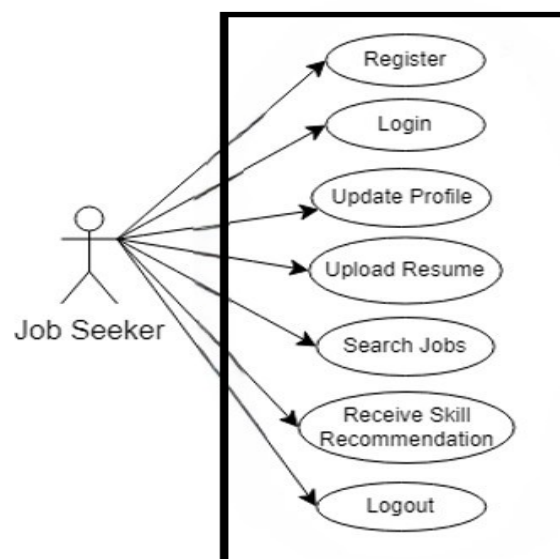 Register
Login
Update Profile
Upload Resume
Job Seeker
Search Jobs
Receive Skill
Recommendation
Logout